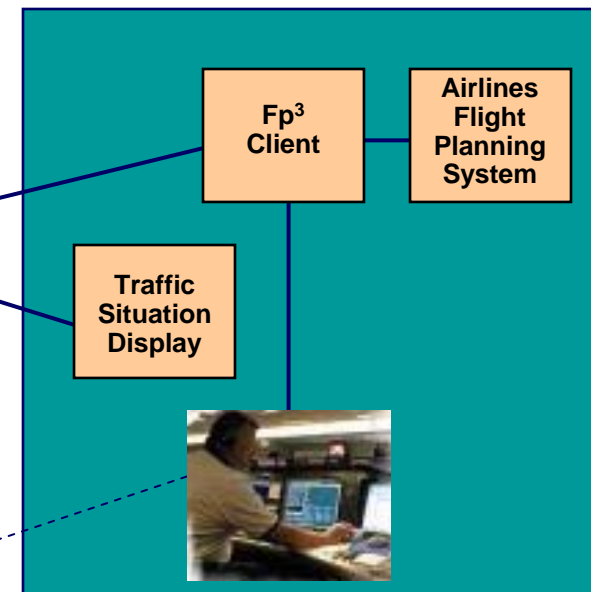 Fp³
Client
Airlines
Flight
Planning
System
Traffic
Situation
Display